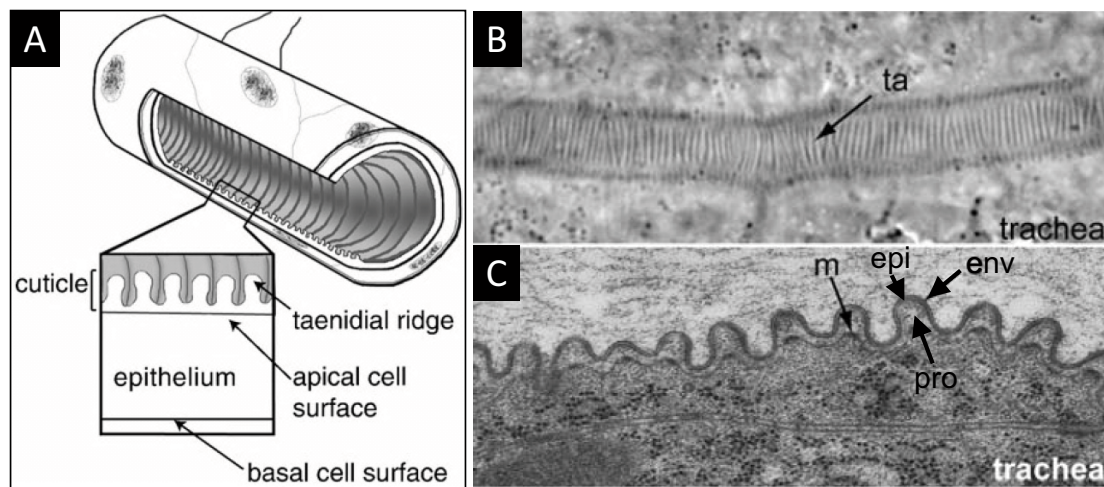 A
cuticle
taenidial ridge
epithelium
apical cell
surface
basal cell surface
B
ta
trachea
C
m
epi
env
pro
trachea